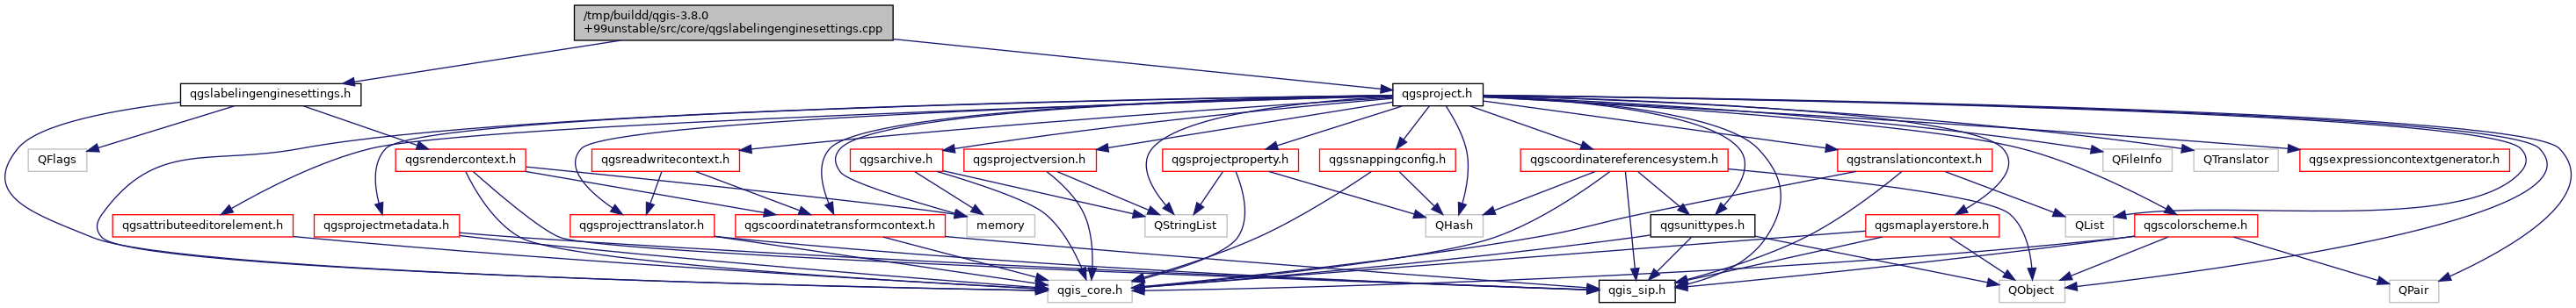 /tmp/buildd/qgis-3.8.0
+99unstable/src/core/qgslabelingenginesettings.cpp
qgslabelingenginesettings.h
qgsproject.h
QFlags
qgsrendercontext.h
qgsreadwritecontext.h
qgsarchive.h
qgsprojectversion.h
qgsprojectproperty.h
qgssnappingconfig.h
qgscoordinatereferencesystem.h
qgstranslationcontext.h
QFileInfo
QTranslator
qgsexpressioncontextgenerator.h
qgsattributeeditorelement.h
qgsprojectmetadata.h
qgsprojecttranslator.h
qgscoordinatetransformcontext.h
memory
QStringList
QHash
qgsunittypes.h
qgsmaplayerstore.h
QList
qgscolorscheme.h
qgis_core.h
qgis_sip.h
QObject
QPair